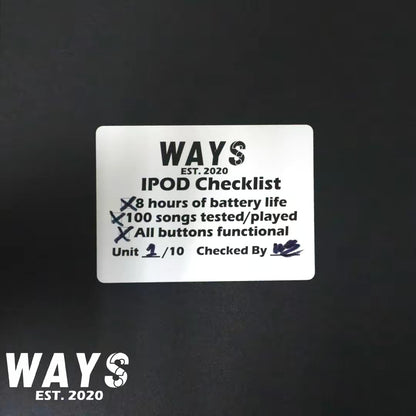 WAYS
EST. 2020
IPOD Checklist
X 8 hours of battery life
X 100 songs tested/played
X All buttons functional
Unit 1/10 Checked By
WAYS
EST. 2020